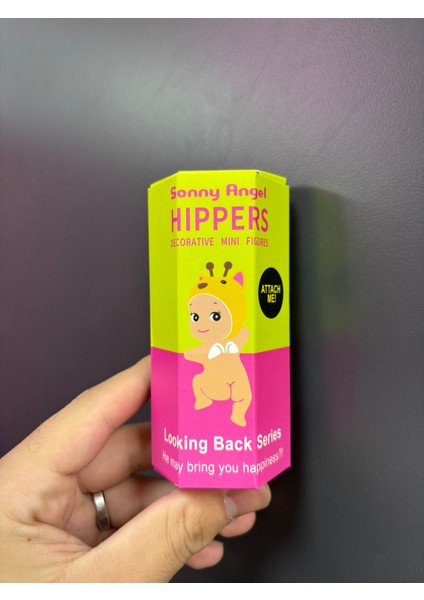 Sonny Angel
HIPPERS
DECORATIVE MINI FIGURES
ATTACH
ME!
Looking Back Series
He may bring you happiness?!